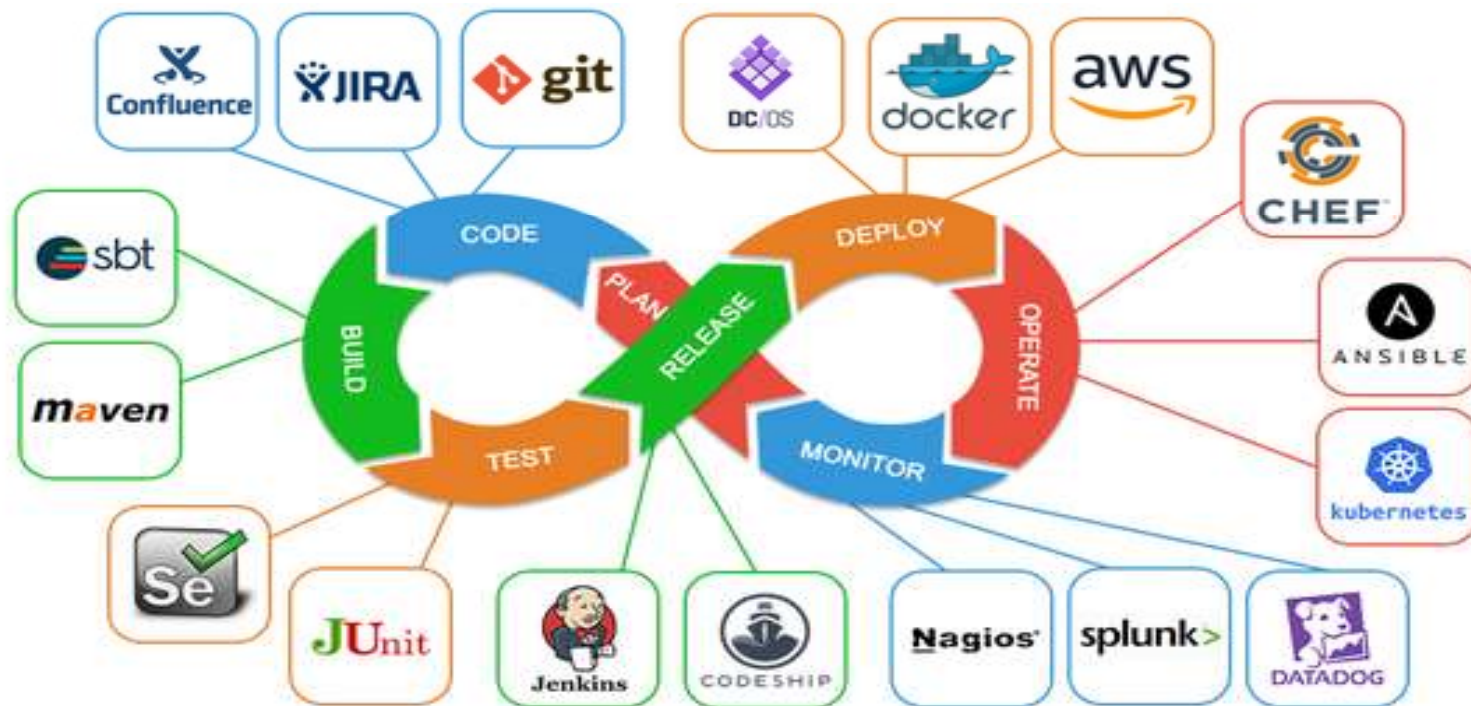 Confluence
JIRA
git
DC/OS
docker
aws
CHEF
sbt
CODE
DEPLOY
PLAN
RELEASE
BUILD
OPERATE
ANSIBLE
maven
TEST
MONITOR
kubernetes
Se
JUnit
Jenkins
CODESHIP
Nagios®
splunk>
DATADOG